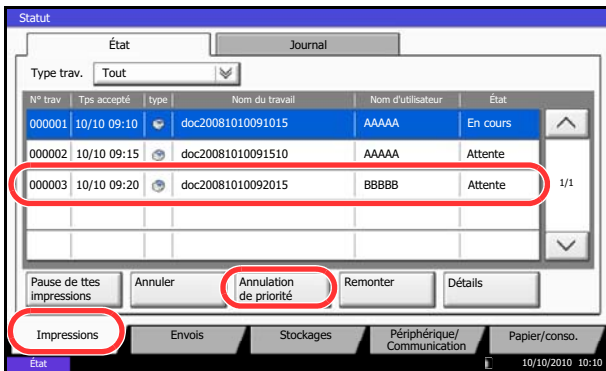 Statut
État Journal
Type trav. Tout
N° trav Tps accepté type Nom du travail Nom d'utilisateur État
000001 10/10 09:10 doc20081010091015 AAAAA En cours
000002 10/10 09:15 doc20081010091510 AAAAA Attente
000003 10/10 09:20 doc20081010092015 BBBBB Attente
1/1
Pause de ttes
impressions
Annuler
Annulation
de priorité
Remonter
Détails
Impressions
Envois
Stockages
Périphérique/
Communication
Papier/conso.
État 10/10/2010 10:10